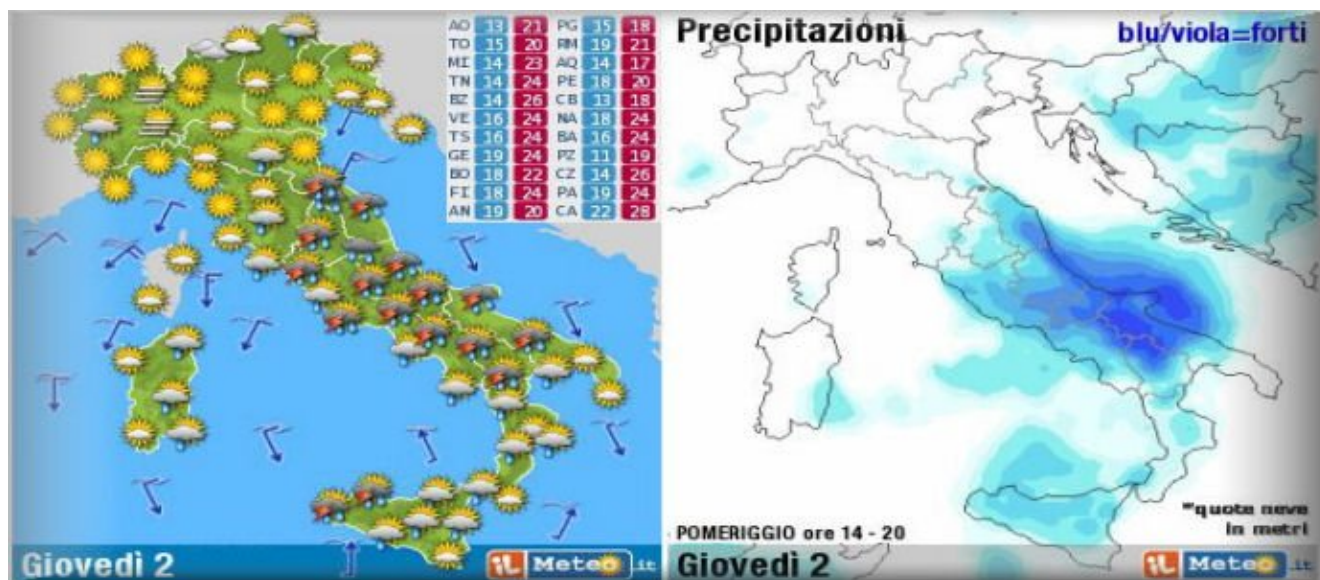 AO 13 21 PG 15 18
TO 15 20 RM 19 21
MI 14 23 AQ 14 17
TN 14 24 PE 18 20
BZ 14 26 CB 13 18
VE 16 24 NA 18 24
TS 16 24 BA 16 24
GE 19 24 PZ 11 19
BO 18 22 CZ 14 26
FI 18 24 PA 19 24
AN 19 20 CA 22 28
Giovedì 2
iL Meteo.it
Precipitazioni
blu/viola=forti
POMERIGGIO ore 14 - 20
"quote neve
in metri
Giovedì 2
iL Meteo.it